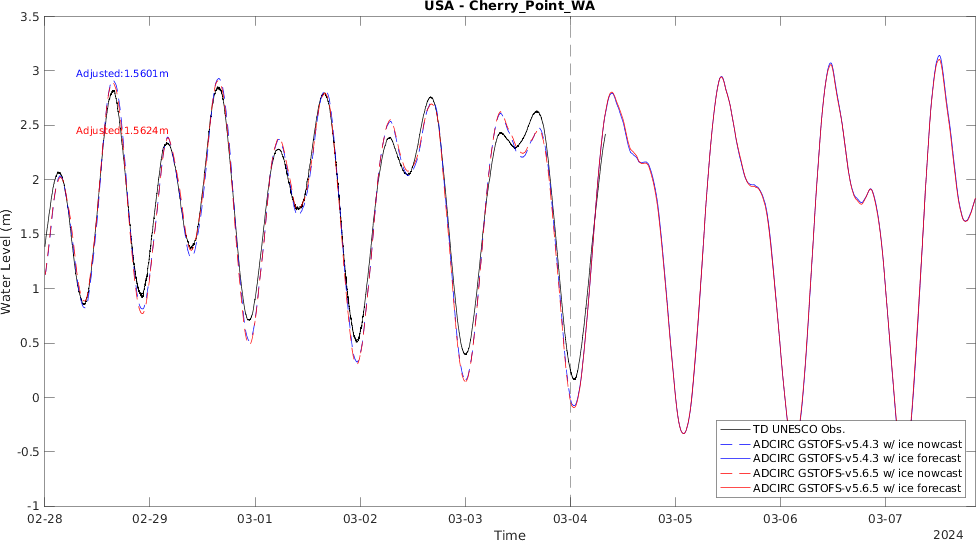 USA - Cherry_Point_WA
3.5
3
2.5
2
1.5
1
0.5
0
-0.5
-1
Water Level (m)
Adjusted:1.5601m
Adjusted:1.5624m
TD UNESCO Obs.
ADCIRC GSTOFS-v5.4.3 w/ ice nowcast
ADCIRC GSTOFS-v5.4.3 w/ ice forecast
ADCIRC GSTOFS-v5.6.5 w/ ice nowcast
ADCIRC GSTOFS-v5.6.5 w/ ice forecast
02-28 02-29 03-01 03-02 03-03 03-04 03-05 03-06 03-07
Time
2024